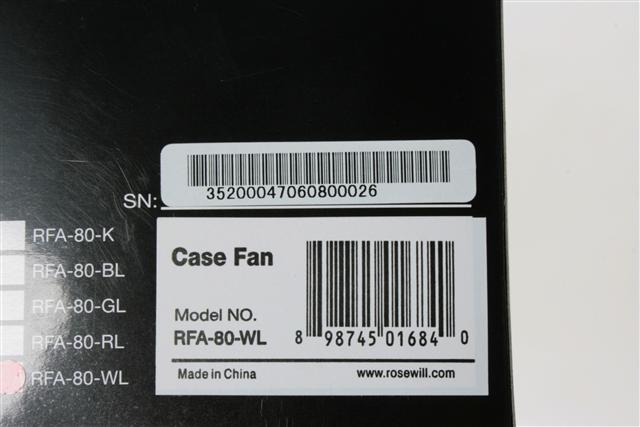 SN:
35200047060800026
RFA-80-K
RFA-80-BL
RFA-80-GL
RFA-80-RL
RFA-80-WL
Case Fan
Model NO.
RFA-80-WL
8 98745 01684 0
Made in China
www.rosewill.com